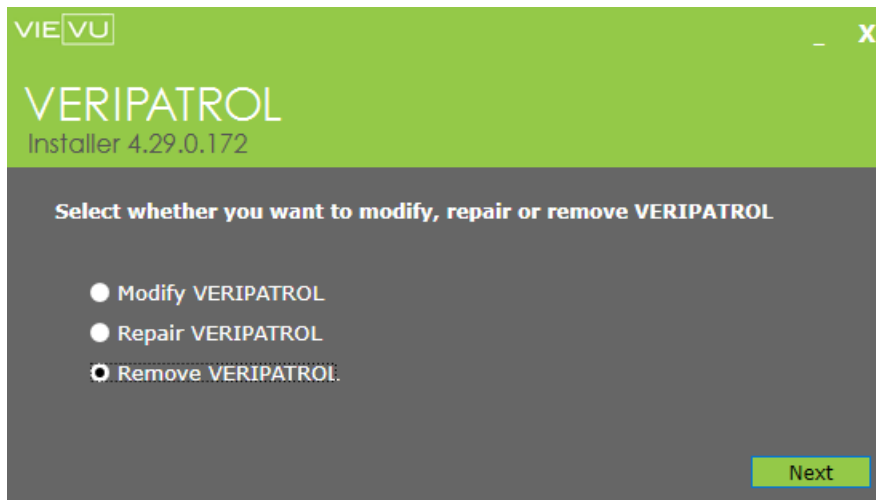 VIEVU
_ X
VERIPATROL
Installer 4.29.0.172
Select whether you want to modify, repair or remove VERIPATROL
Modify VERIPATROL
Repair VERIPATROL
Remove VERIPATROL
Next